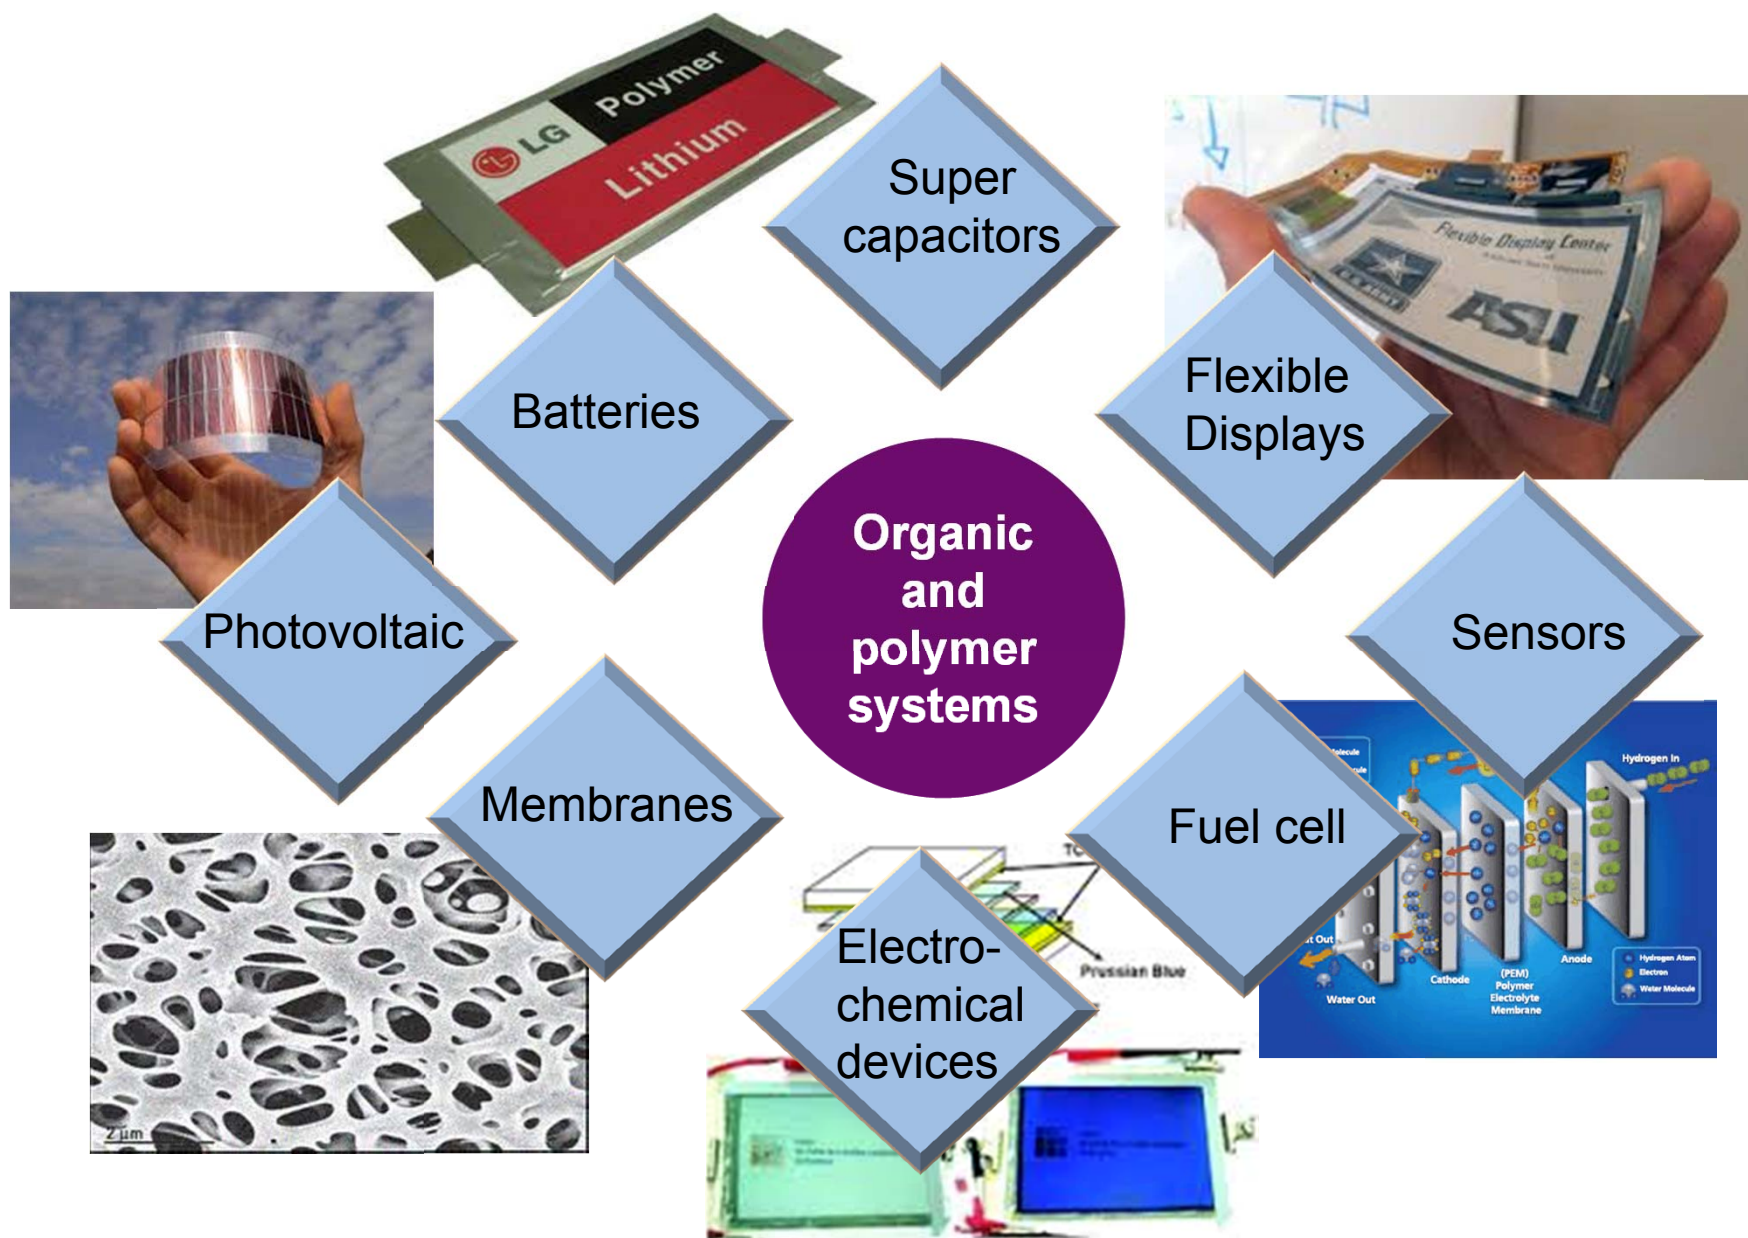 LG
Polymer
Lithium
Super
capacitors
Flexible Display Center
U.S. ARMY
ASU
Batteries
Flexible
Displays
Photovoltaic
Organic
and
polymer
systems
Sensors
Membranes
Fuel cell
Hydrogen In
Electro-
chemical
devices
Prussian Blue
Water Out
Cathode
(PEM)
Polymer
Electrolyte
Membrane
Anode
Hydrogen Atom
Electron
Water Molecule
2 µm